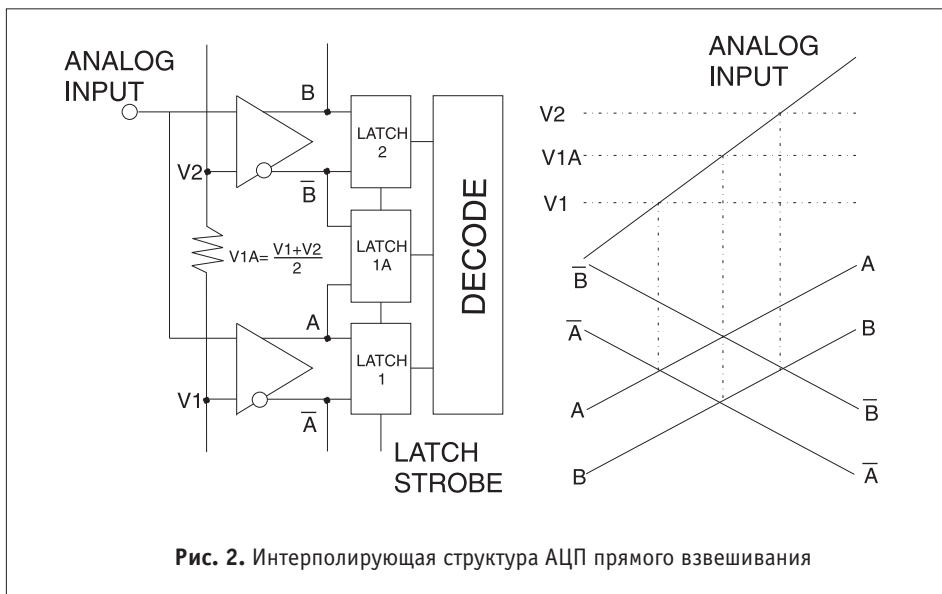 ANALOG
INPUT
B
LATCH
2
V2
B̅
V1A= V1+V2
2
LATCH
1A
DECODE
A
LATCH
1
V1
A̅
LATCH
STROBE
ANALOG
INPUT
V2
V1A
V1
B̅
A
A̅
B
A
B̅
B
A̅
Рис. 2. Интерполирующая структура АЦП прямого взвешивания